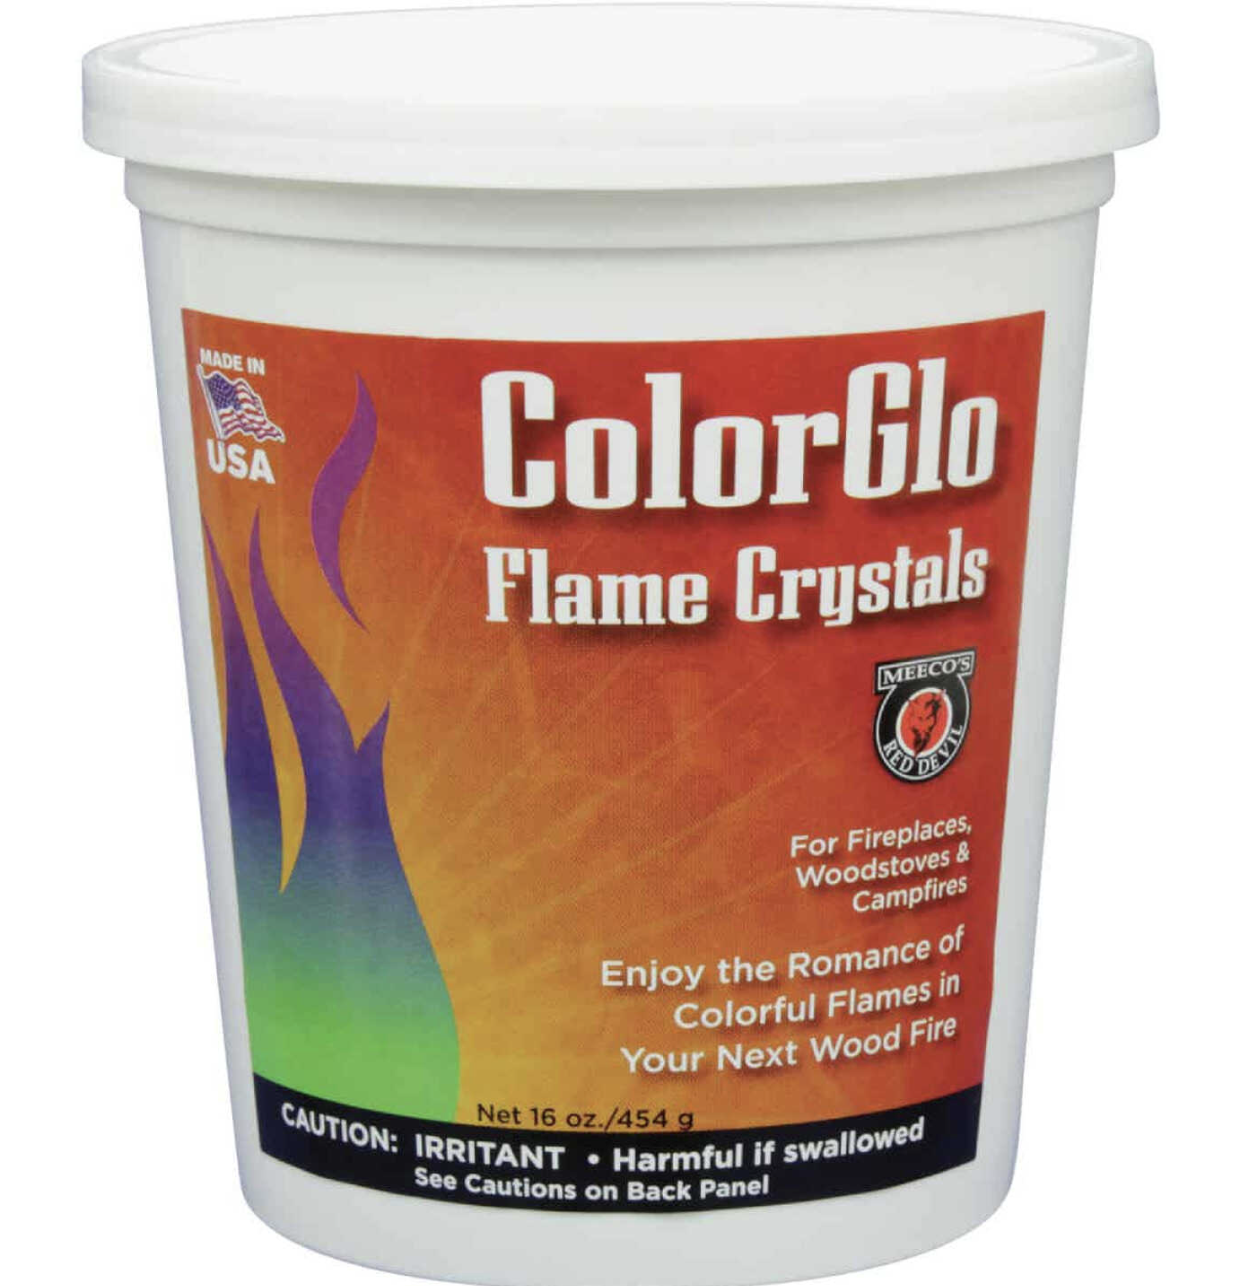 MADE IN
USA
ColorGlo
Flame Crystals
MEECO'S
RED DEVIL
For Fireplaces,
Woodstoves &
Campfires
Enjoy the Romance of
Colorful Flames in
Your Next Wood Fire
Net 16 oz./454 g
CAUTION: IRRITANT • Harmful if swallowed
See Cautions on Back Panel